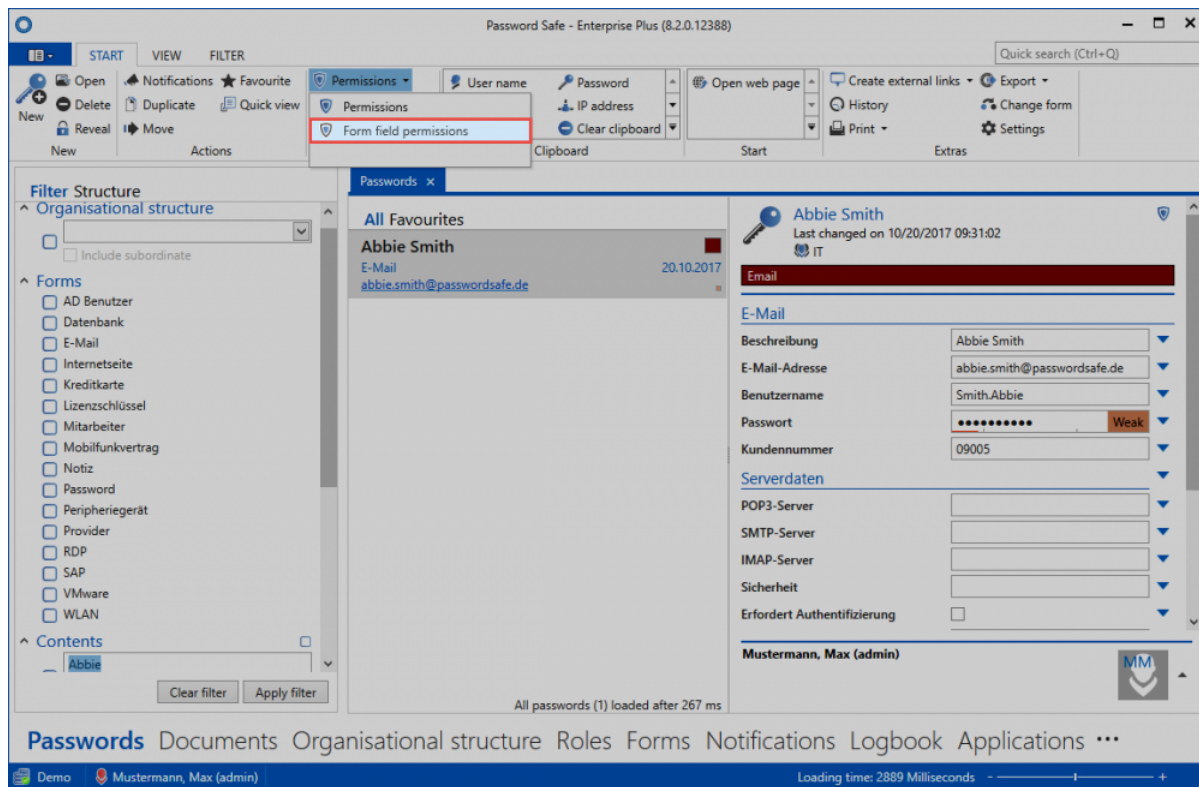 Password Safe - Enterprise Plus (8.2.0.12388)
START VIEW FILTER
Quick search (Ctrl+Q)
New
Open
Delete
Reveal
New
Notifications
Favourite
Duplicate
Quick view
Move
Actions
Permissions
Permissions
Form field permissions
User name
Password
IP address
Clear clipboard
Clipboard
Open web page
Start
Create external links
Export
History
Change form
Print
Settings
Extras
Filter Structure
Organisational structure
Include subordinate
Forms
AD Benutzer
Datenbank
E-Mail
Internetseite
Kreditkarte
Lizenzschlüssel
Mitarbeiter
Mobilfunkvertrag
Notiz
Password
Peripheriegerät
Provider
RDP
SAP
VMware
WLAN
Contents
Abbie
Clear filter
Apply filter
Passwords ×
All Favourites
Abbie Smith
E-Mail 20.10.2017
abbie.smith@passwordsafe.de
All passwords (1) loaded after 267 ms
Abbie Smith
Last changed on 10/20/2017 09:31:02
IT
Email
E-Mail
Beschreibung Abbie Smith
E-Mail-Adresse abbie.smith@passwordsafe.de
Benutzername Smith.Abbie
Passwort •••••••••• Weak
Kundennummer 09005
Serverdaten
POP3-Server
SMTP-Server
IMAP-Server
Sicherheit
Erfordert Authentifizierung
Mustermann, Max (admin)
MM
Passwords Documents Organisational structure Roles Forms Notifications Logbook Applications •••
Demo Mustermann, Max (admin) Loading time: 2889 Milliseconds - +